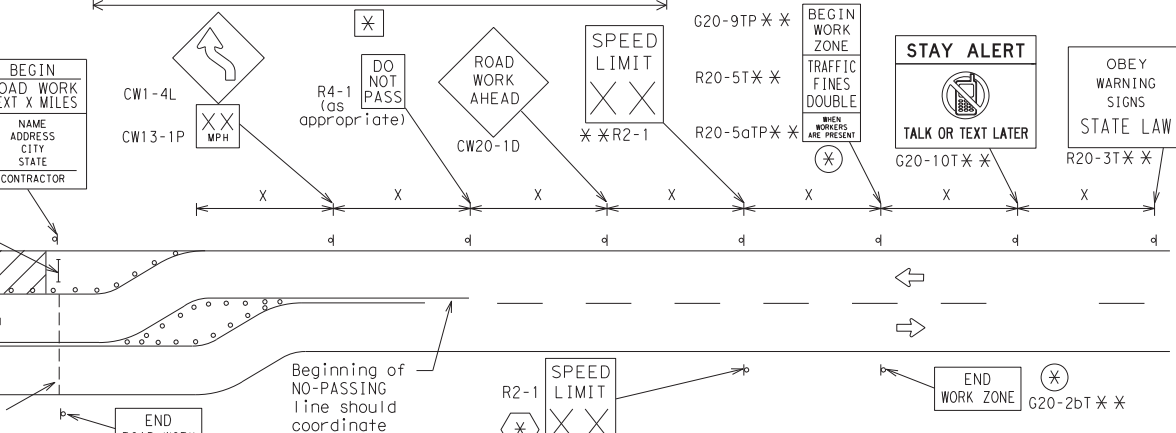 BEGIN
ROAD WORK
NEXT X MILES
NAME
ADDRESS
CITY
STATE
CONTRACTOR
CW1-4L
XX
MPH
CW13-1P
*
R4-1
(as
appropriate)
DO
NOT
PASS
ROAD
WORK
AHEAD
CW20-1D
SPEED
LIMIT
XX
**R2-1
G20-9TP**
BEGIN
WORK
ZONE
R20-5T**
TRAFFIC
FINES
DOUBLE
R20-5aTP**
WHEN
WORKERS
ARE PRESENT
*
STAY ALERT
TALK OR TEXT LATER
G20-10T**
OBEY
WARNING
SIGNS
STATE LAW
R20-3T**
X X X X X X X
Beginning of
NO-PASSING
line should
coordinate
R2-1
*
SPEED
LIMIT
XX
END
WORK ZONE
*
G20-2bT**
END
ROAD WORK